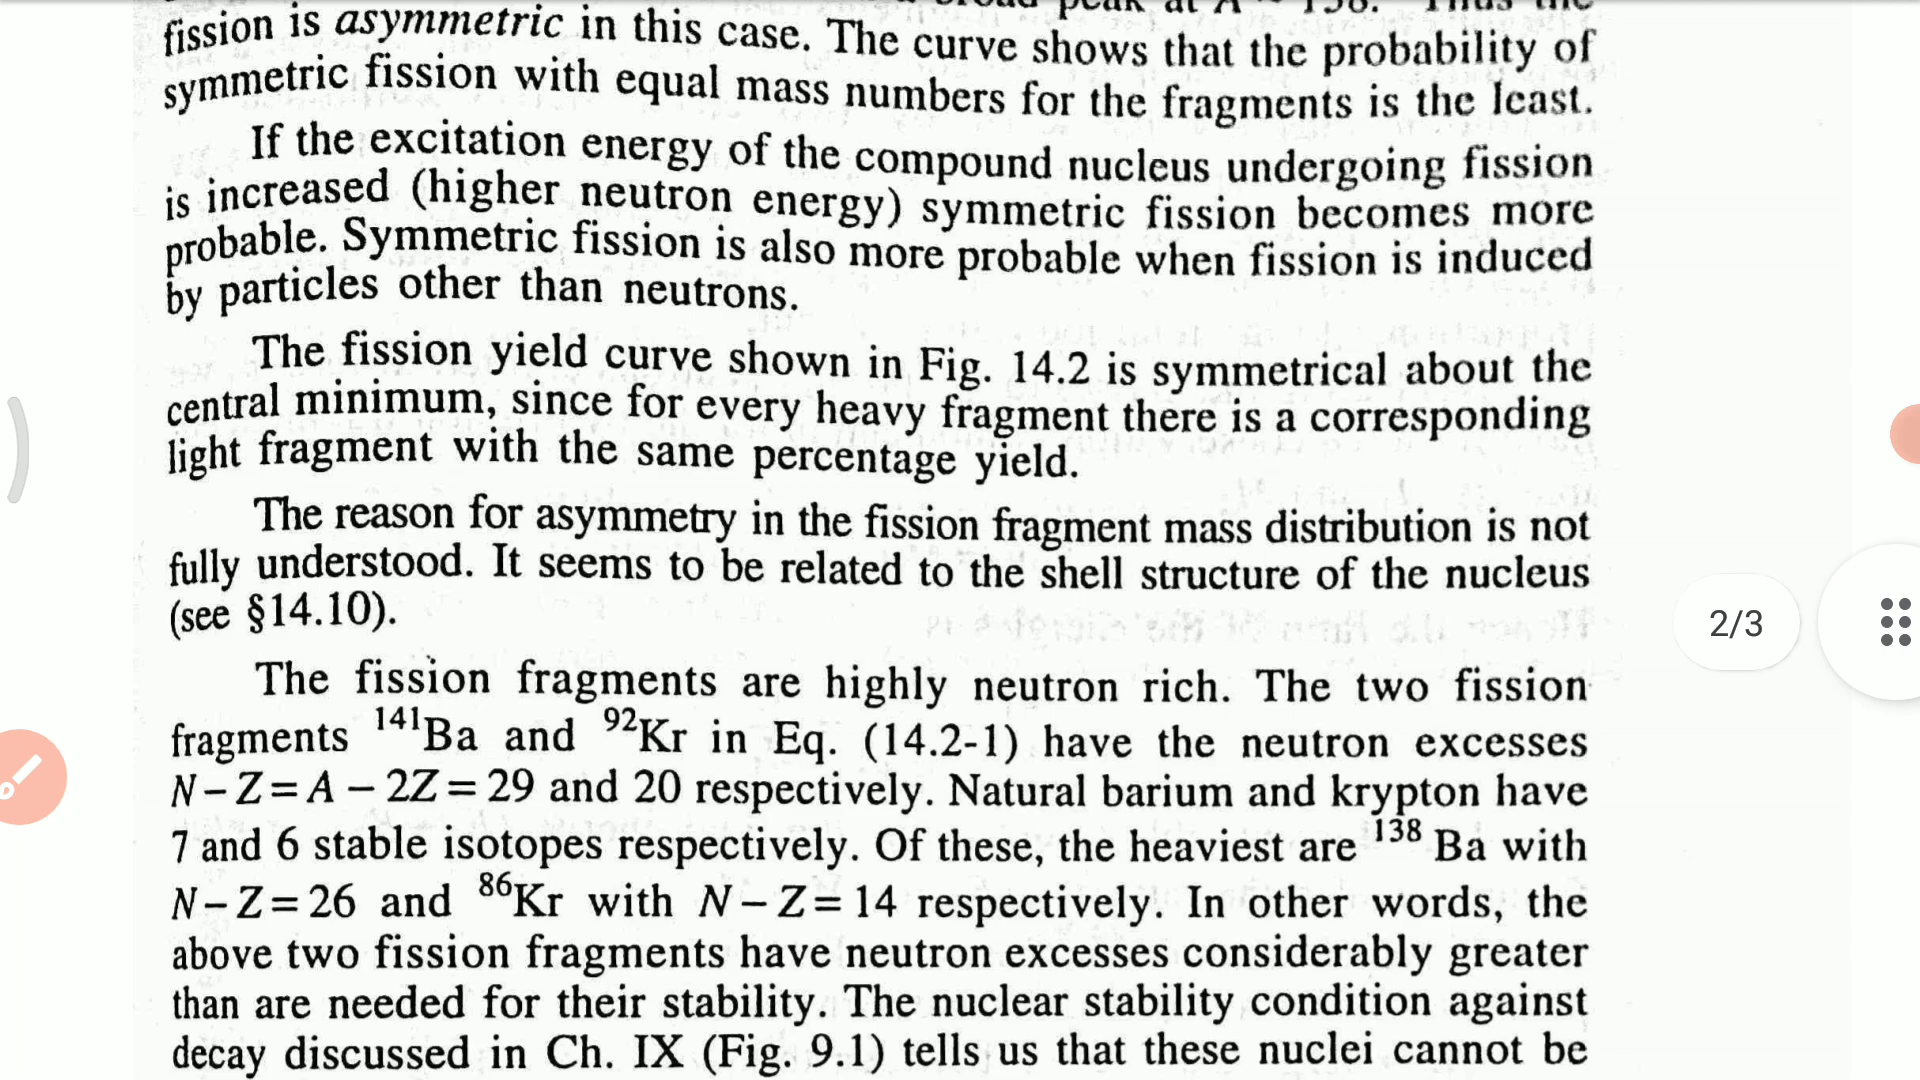 fission is asymmetric in this case. The curve shows that the probability of
symmetric fission with equal mass numbers for the fragments is the least.
If the excitation energy of the compound nucleus undergoing fission
is increased (higher neutron energy) symmetric fission becomes more
probable. Symmetric fission is also more probable when fission is induced
by particles other than neutrons.
The fission yield curve shown in Fig. 14.2 is symmetrical about the
central minimum, since for every heavy fragment there is a corresponding
light fragment with the same percentage yield.
The reason for asymmetry in the fission fragment mass distribution is not
fully understood. It seems to be related to the shell structure of the nucleus
(see §14.10).
2/3
The fission fragments are highly neutron rich. The two fission
fragments ¹⁴¹Ba and ⁹²Kr in Eq. (14.2-1) have the neutron excesses
N – Z = A – 2Z = 29 and 20 respectively. Natural barium and krypton have
7 and 6 stable isotopes respectively. Of these, the heaviest are ¹³⁸Ba with
N – Z = 26 and ⁸⁶Kr with N – Z = 14 respectively. In other words, the
above two fission fragments have neutron excesses considerably greater
than are needed for their stability. The nuclear stability condition against
decay discussed in Ch. IX (Fig. 9.1) tells us that these nuclei cannot be